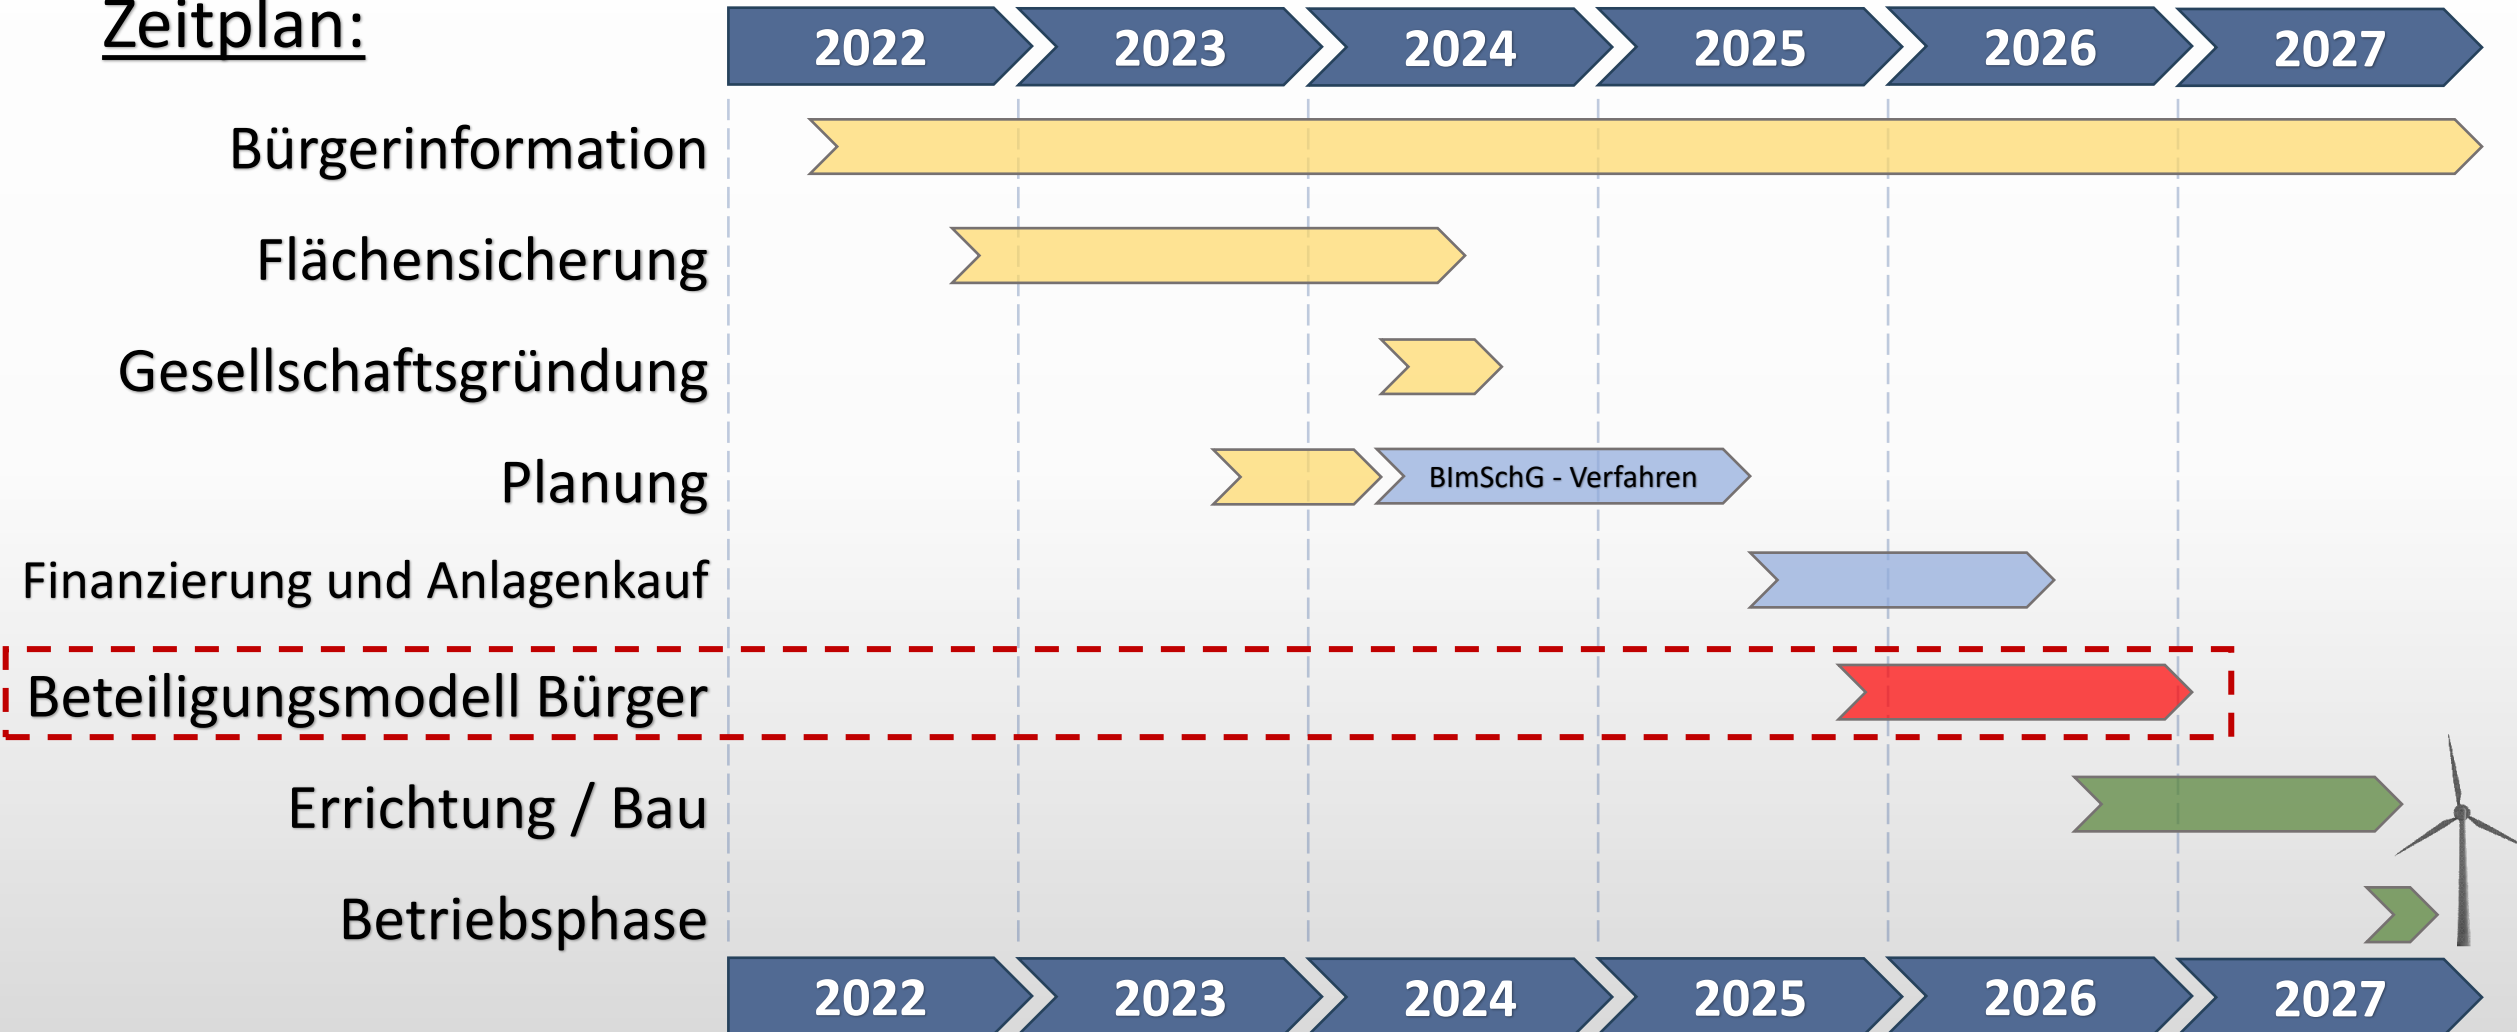 Zeitplan:
2022 2023 2024 2025 2026 2027
Bürgerinformation
Flächensicherung
Gesellschaftsgründung
Planung
BImSchG - Verfahren
Finanzierung und Anlagenkauf
Beteiligungsmodell Bürger
Errichtung / Bau
Betriebsphase
2022 2023 2024 2025 2026 2027